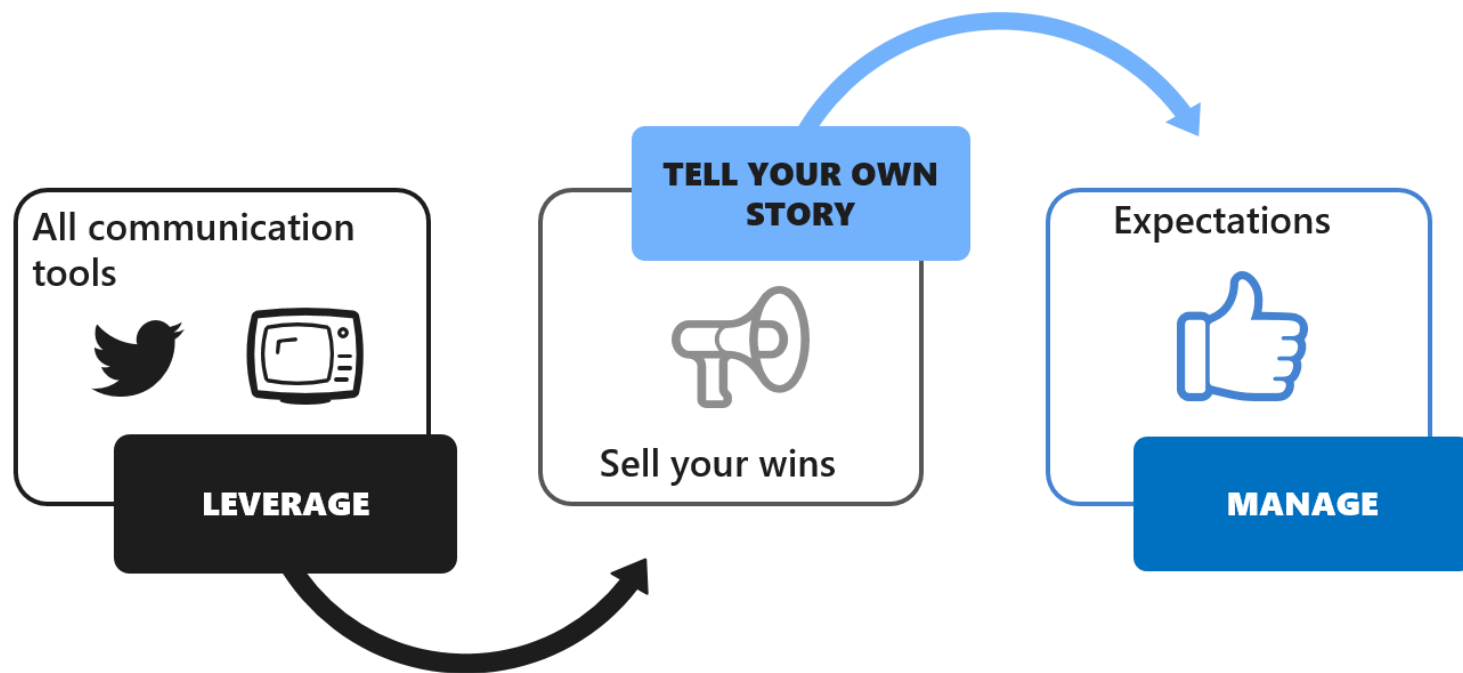 All communication
tools
LEVERAGE
TELL YOUR OWN
STORY
Sell your wins
Expectations
MANAGE